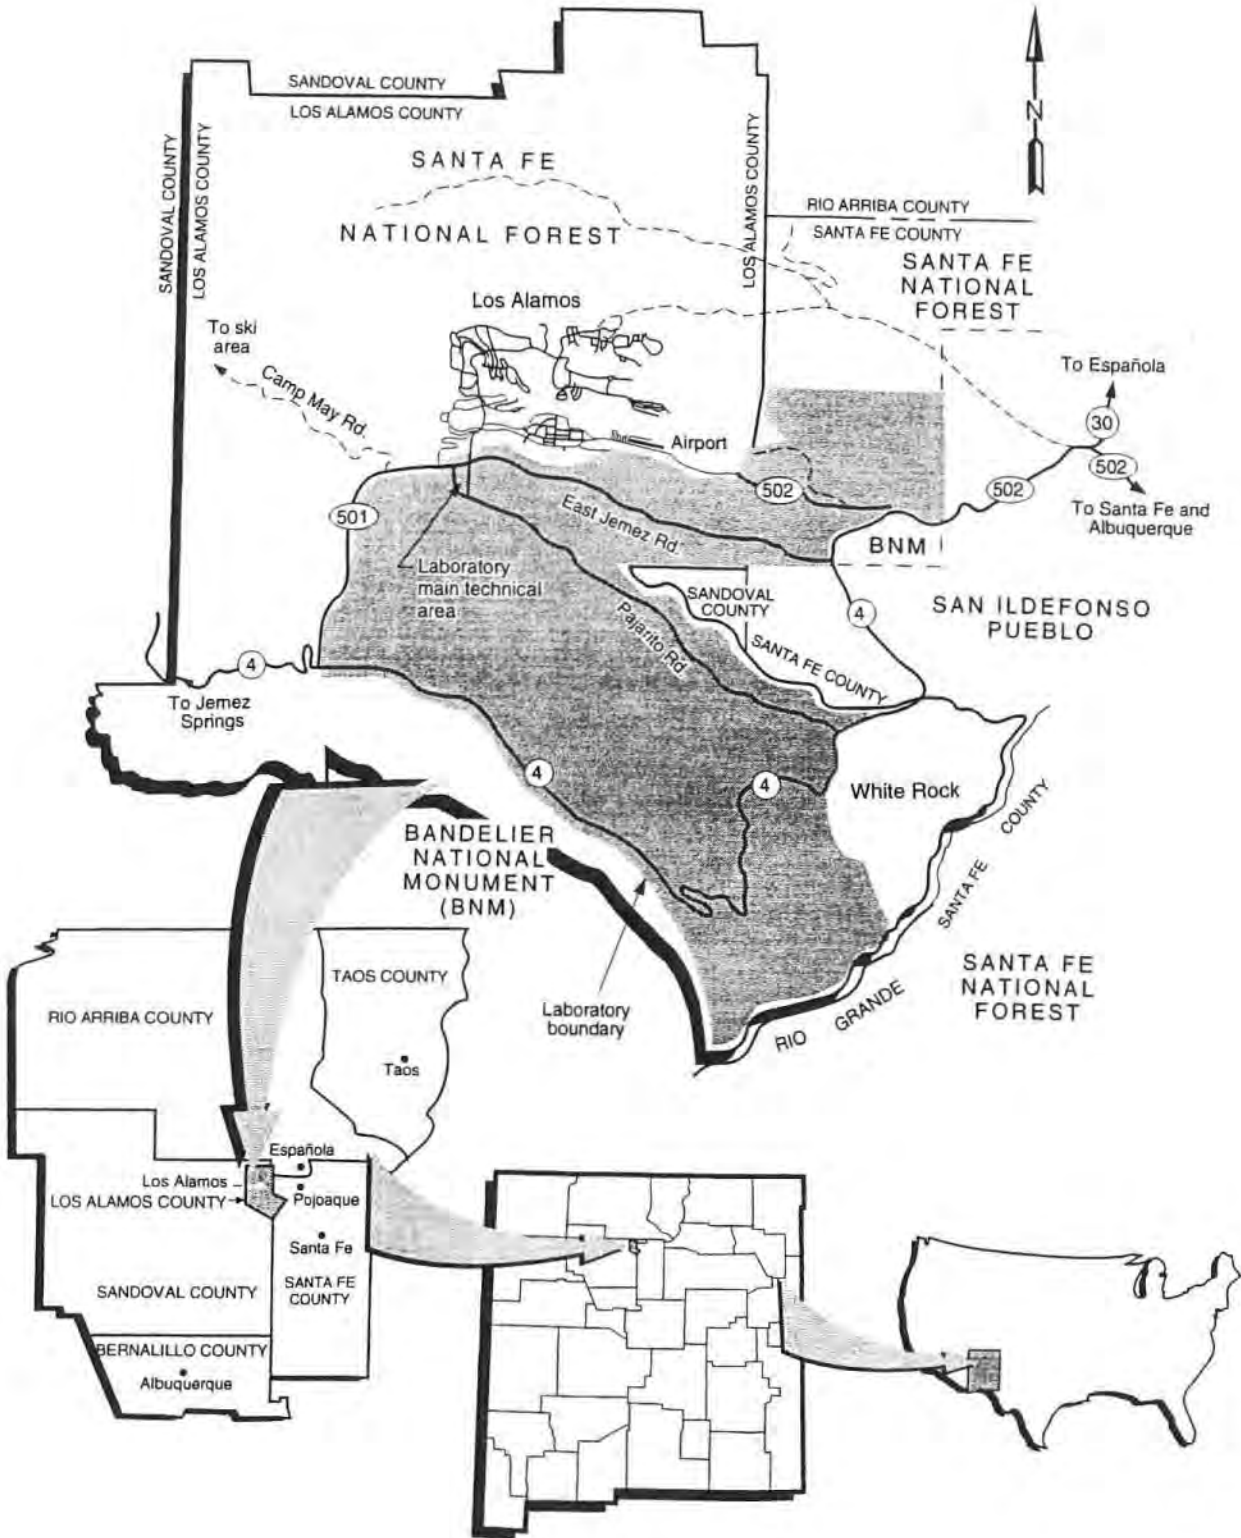 SANDOVAL COUNTY
LOS ALAMOS COUNTY
SANDOVAL COUNTY
LOS ALAMOS COUNTY
LOS ALAMOS COUNTY
N
SANTA FE
NATIONAL FOREST
RIO ARRIBA COUNTY
SANTA FE COUNTY
SANTA FE
NATIONAL
FOREST
Los Alamos
To ski
area
Camp May Rd.
To Española
30
Airport
502
502
502
To Santa Fe and
Albuquerque
501
East Jemez Rd.
BNM
Laboratory
main technical
area
SANDOVAL
COUNTY
4
SAN ILDEFONSO
PUEBLO
Pajarito Rd.
SANTA FE COUNTY
4
To Jemez
Springs
4
4
White Rock
SANTA FE COUNTY
BANDELIER
NATIONAL
MONUMENT
(BNM)
Laboratory
boundary
RIO GRANDE
SANTA FE
NATIONAL
FOREST
TAOS COUNTY
RIO ARRIBA COUNTY
Taos
Española
Los Alamos
LOS ALAMOS COUNTY
Pojoaque
Santa Fe
SANDOVAL COUNTY
SANTA FE
COUNTY
BERNALILLO COUNTY
Albuquerque